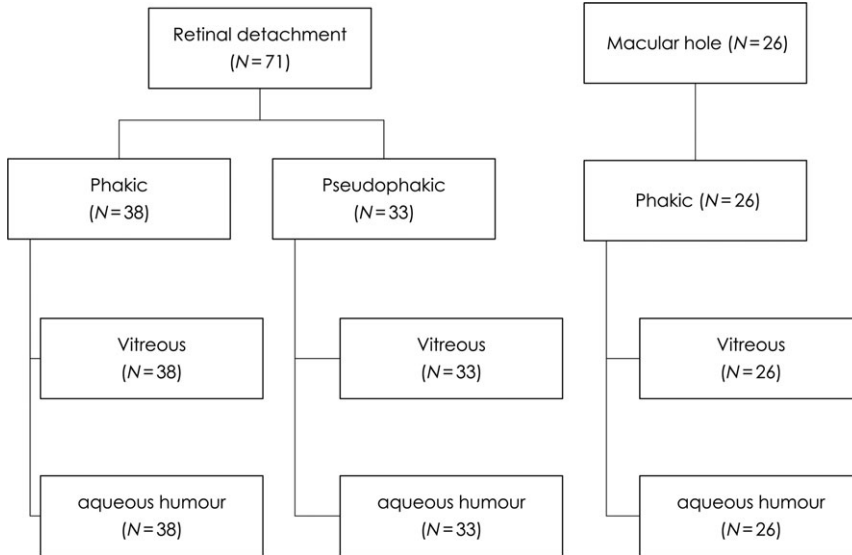 Retinal detachment
(N=71)
Macular hole (N=26)
Phakic
(N=38)
Pseudophakic
(N=33)
Phakic (N=26)
Vitreous
(N=38)
Vitreous
(N=33)
Vitreous
(N=26)
aqueous humour
(N=38)
aqueous humour
(N=33)
aqueous humour
(N=26)